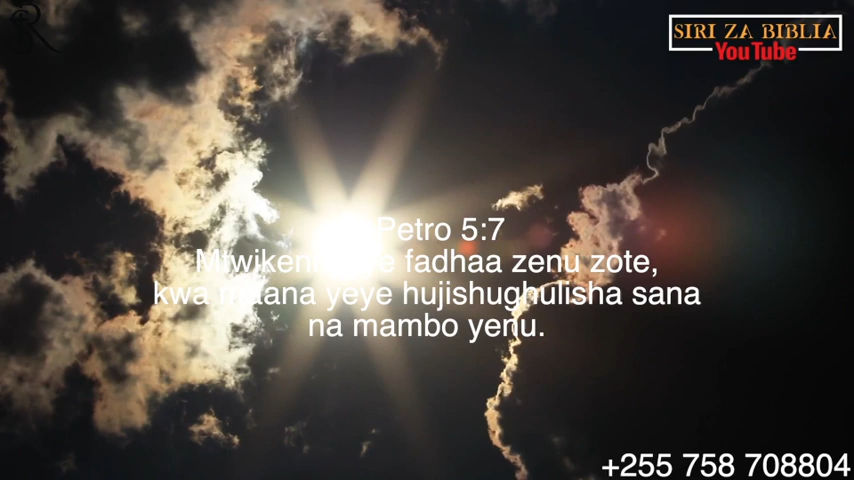 SIRI ZA BIBLIA
YouTube
Petro 5:7
fadhaa zenu zote,
kwa maana yeye hujishughulisha sana
na mambo yenu.
+255 758 708804